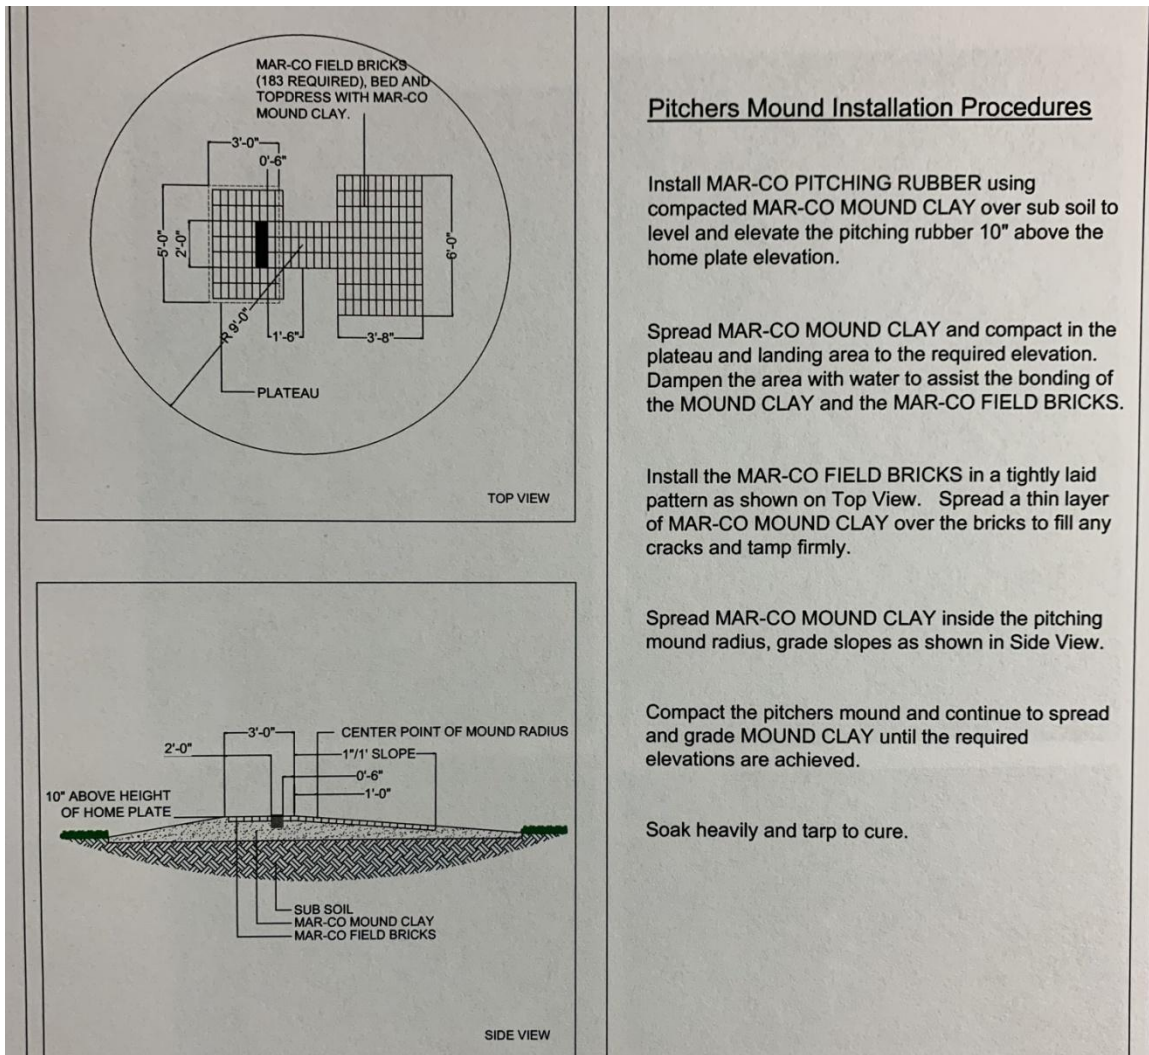 MAR-CO FIELD BRICKS
(183 REQUIRED), BED AND
TOPDRESS WITH MAR-CO
MOUND CLAY.
3'-0"
0'-6"
5'-0"
2'-0"
6'-0"
R 9'-0"
1'-6"
3'-8"
PLATEAU
TOP VIEW
3'-0"
CENTER POINT OF MOUND RADIUS
2'-0"
1"/1' SLOPE
0'-6"
1'-0"
10" ABOVE HEIGHT
OF HOME PLATE
SUB SOIL
MAR-CO MOUND CLAY
MAR-CO FIELD BRICKS
SIDE VIEW
Pitchers Mound Installation Procedures
Install MAR-CO PITCHING RUBBER using
compacted MAR-CO MOUND CLAY over sub soil to
level and elevate the pitching rubber 10" above the
home plate elevation.
Spread MAR-CO MOUND CLAY and compact in the
plateau and landing area to the required elevation.
Dampen the area with water to assist the bonding of
the MOUND CLAY and the MAR-CO FIELD BRICKS.
Install the MAR-CO FIELD BRICKS in a tightly laid
pattern as shown on Top View. Spread a thin layer
of MAR-CO MOUND CLAY over the bricks to fill any
cracks and tamp firmly.
Spread MAR-CO MOUND CLAY inside the pitching
mound radius, grade slopes as shown in Side View.
Compact the pitchers mound and continue to spread
and grade MOUND CLAY until the required
elevations are achieved.
Soak heavily and tarp to cure.